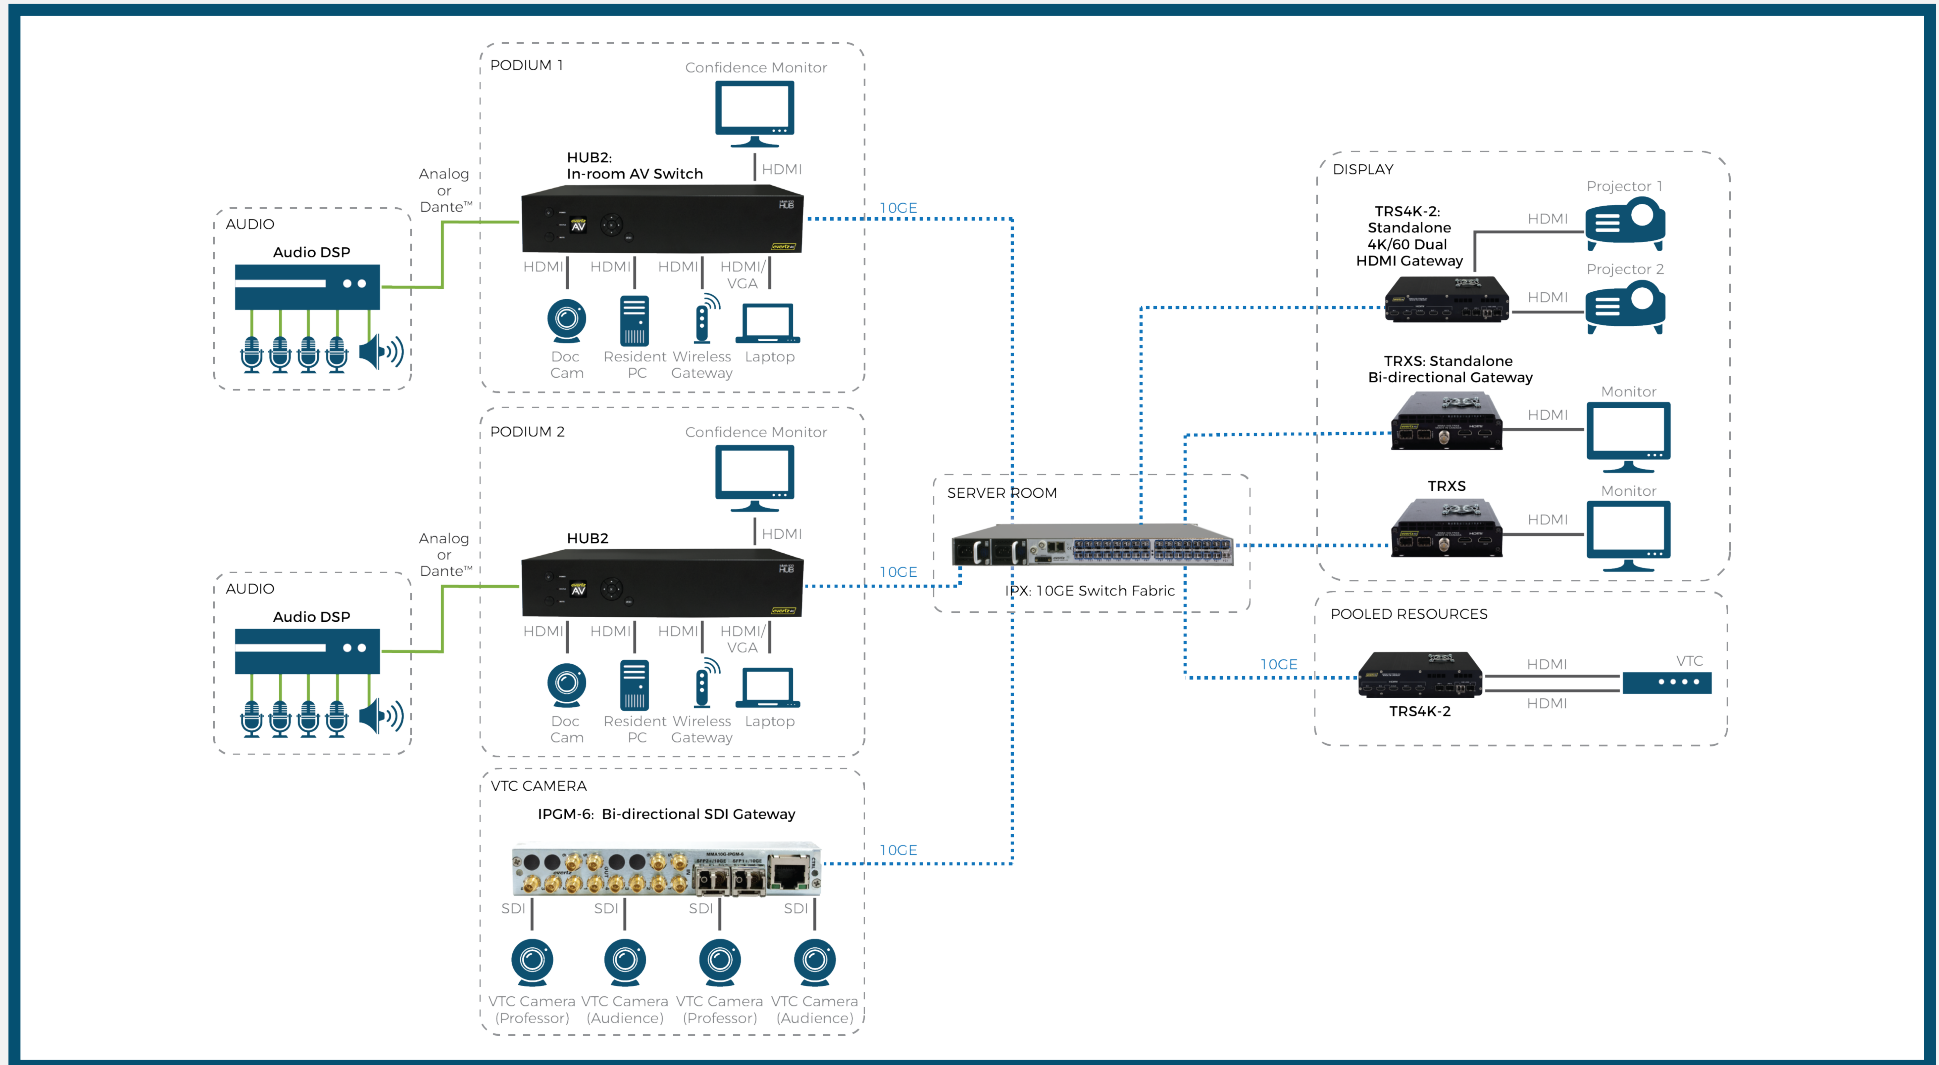 PODIUM 1
Confidence Monitor
HUB2:
In-room AV Switch
HDMI
Analog
or
Dante™
AUDIO
Audio DSP
AV
HUB
evertz
HDMI
HDMI
HDMI
HDMI/
VGA
Doc
Cam
Resident
PC
Wireless
Gateway
Laptop
10GE
PODIUM 2
Confidence Monitor
HUB2
HDMI
Analog
or
Dante™
AUDIO
Audio DSP
AV
HUB
evertz
HDMI
HDMI
HDMI
HDMI/
VGA
Doc
Cam
Resident
PC
Wireless
Gateway
Laptop
10GE
VTC CAMERA
IPGM-6: Bi-directional SDI Gateway
10GE
SDI
SDI
SDI
SDI
VTC Camera
(Professor)
VTC Camera
(Audience)
VTC Camera
(Professor)
VTC Camera
(Audience)
SERVER ROOM
IPX: 10GE Switch Fabric
DISPLAY
TRS4K-2:
Standalone
4K/60 Dual
HDMI Gateway
HDMI
Projector 1
HDMI
Projector 2
TRXS: Standalone
Bi-directional Gateway
HDMI
Monitor
TRXS
HDMI
Monitor
POOLED RESOURCES
10GE
TRS4K-2
HDMI
HDMI
VTC